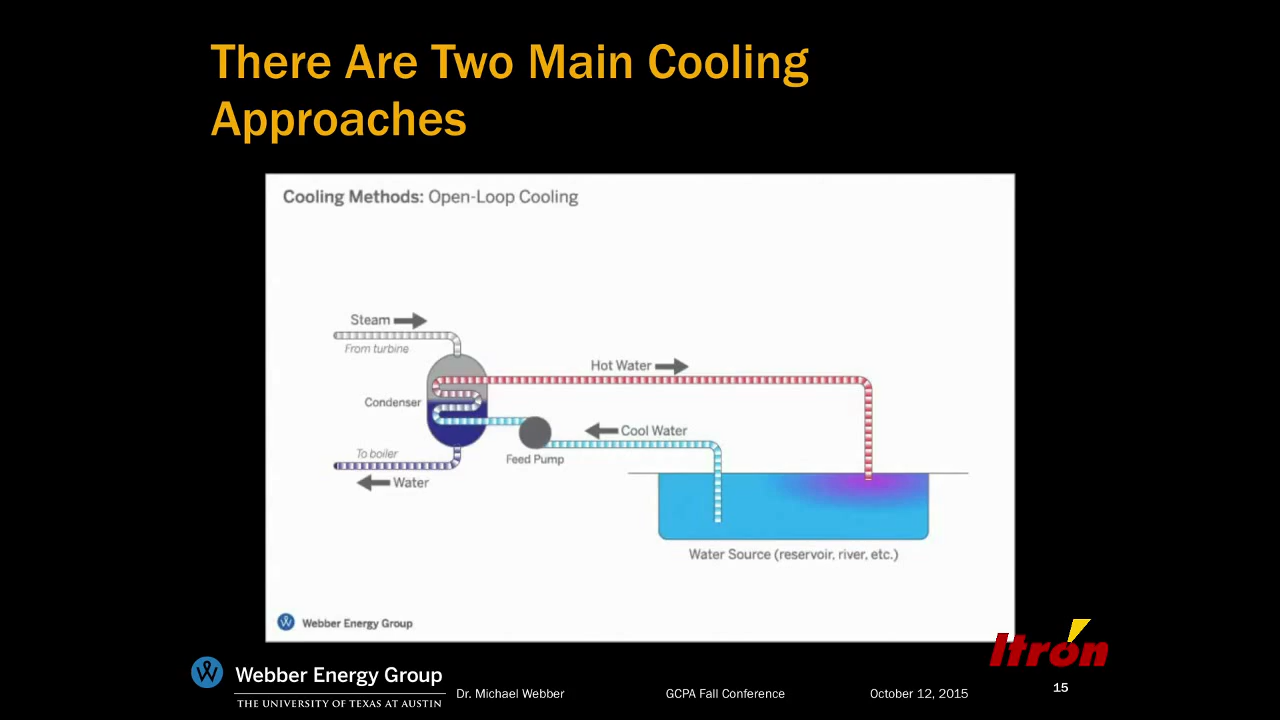 There Are Two Main Cooling
Approaches
Cooling Methods: Open-Loop Cooling
Steam
From turbine
Hot Water
Condenser
Cool Water
Feed Pump
To boiler
Water
Water Source (reservoir, river, etc.)
Webber Energy Group
Itron
Webber Energy Group
THE UNIVERSITY OF TEXAS AT AUSTIN
Dr. Michael Webber
GCPA Fall Conference
October 12, 2015
15